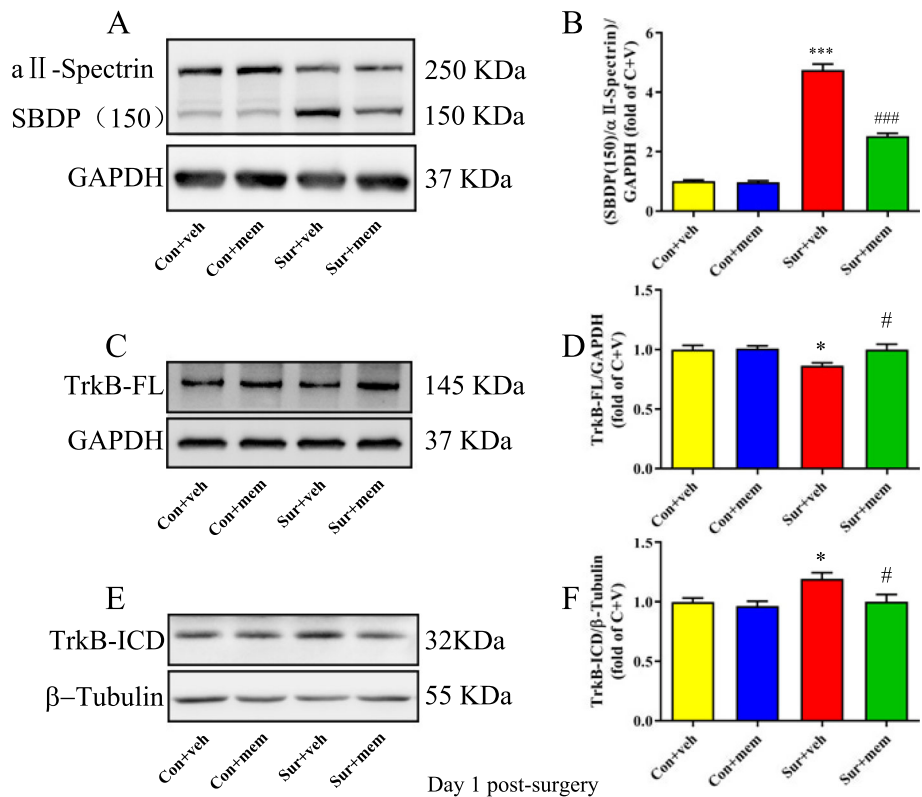 A
aⅡ-Spectrin
250 KDa
SBDP（150）
150 KDa
GAPDH
37 KDa
Con+veh
Con+mem
Sur+veh
Sur+mem
B
(SBDP(150)/α II-Spectrin)/
GAPDH (fold of C+V)
6
4
2
0
***
###
Con+veh
Con+mem
Sur+veh
Sur+mem
C
TrkB-FL
145 KDa
GAPDH
37 KDa
Con+veh
Con+mem
Sur+veh
Sur+mem
D
TrkB-FL/GAPDH
(fold of C+V)
1.5
1.0
0.5
0.0
*
#
Con+veh
Con+mem
Sur+veh
Sur+mem
E
TrkB-ICD
32KDa
β–Tubulin
55 KDa
Con+veh
Con+mem
Sur+veh
Sur+mem
F
TrkB-ICD/β-Tubulin
(fold of C+V)
1.5
1.0
0.5
0.0
*
#
Con+veh
Con+mem
Sur+veh
Sur+mem
Day 1 post-surgery